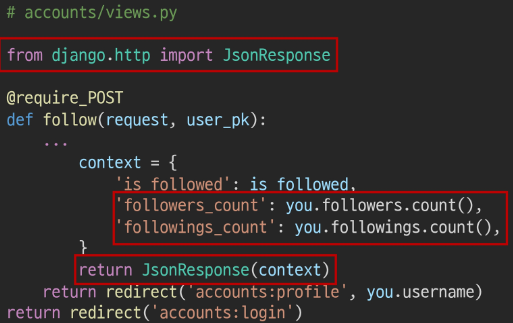 # accounts/views.py
from django.http import JsonResponse
@require_POST
def follow(request, user_pk):
    ...
        context = {
            'is_followed': is_followed,
            'followers_count': you.followers.count(),
            'followings_count': you.followings.count(),
        }
        return JsonResponse(context)
    return redirect('accounts:profile', you.username)
return redirect('accounts:login')